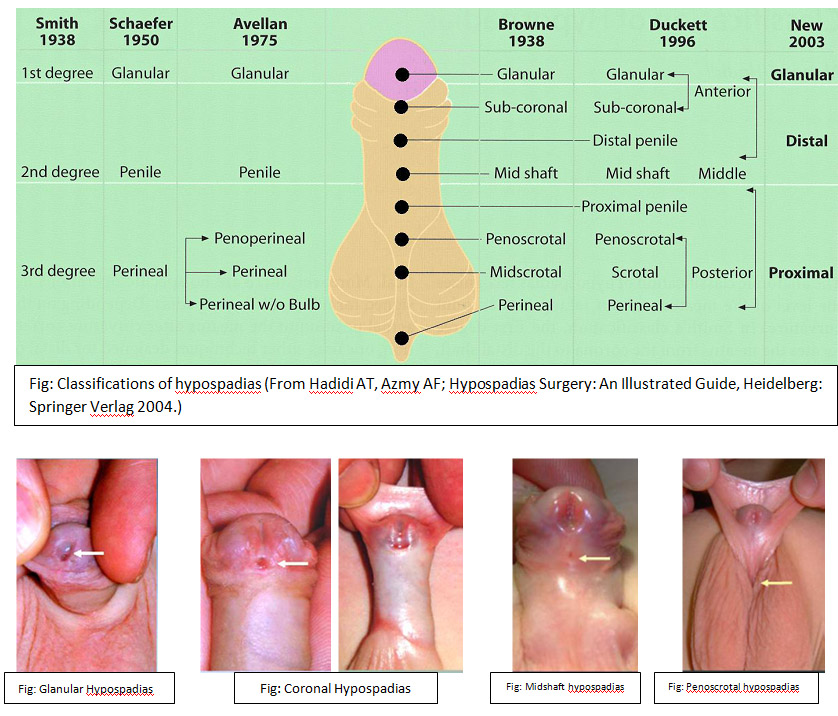 Smith 1938
Schaefer 1950
Avellan 1975
Browne 1938
Duckett 1996
New 2003
1st degree Glanular Glanular Glanular Glanular Glanular
Anterior
Sub-coronal Sub-coronal
Distal penile Distal
2nd degree Penile Penile Mid shaft Mid shaft Middle
Proximal penile
Penoperineal Penoscrotal Penoscrotal
3rd degree Perineal Perineal Midscrotal Scrotal Posterior Proximal
Perineal w/o Bulb Perineal Perineal
Fig: Classifications of hypospadias (From Hadidi AT, Azmy AF; Hypospadias Surgery: An Illustrated Guide, Heidelberg:
Springer Verlag 2004.)
Fig: Glanular Hypospadias
Fig: Coronal Hypospadias
Fig: Midshaft hypospadias
Fig: Penoscrotal hypospadias